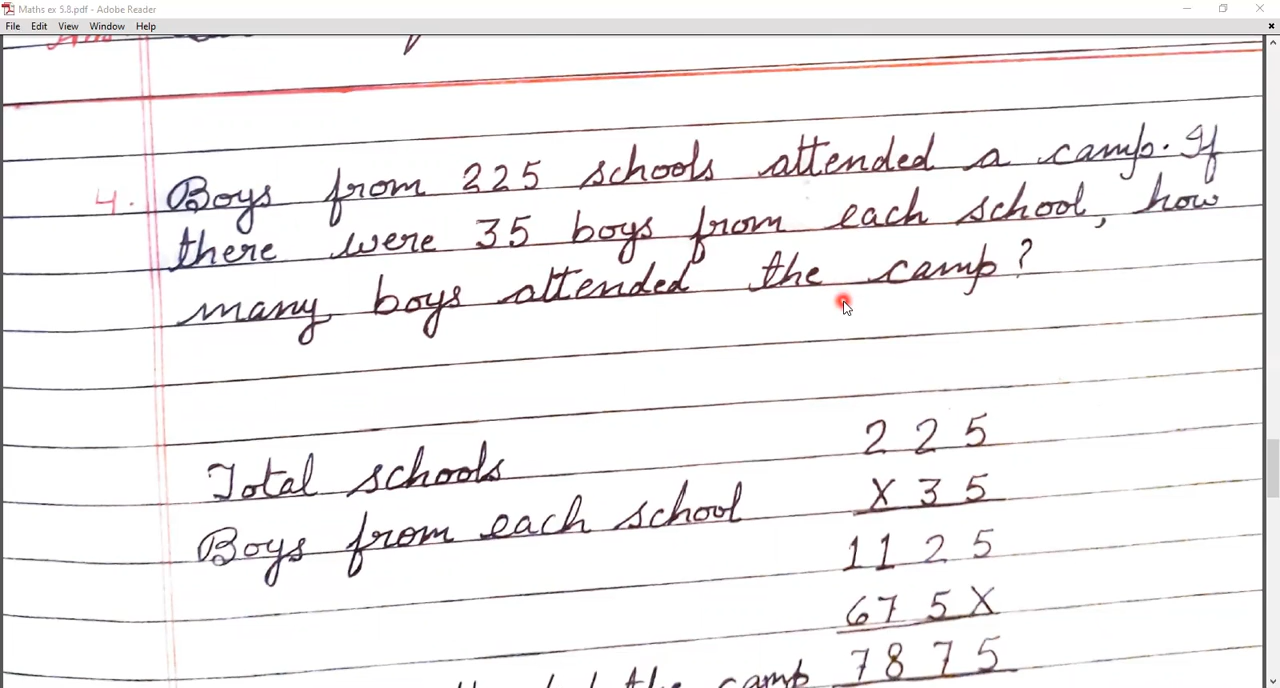 Maths ex 5.8.pdf - Adobe Reader
File Edit View Window Help
4. Boys from 225 schools attended a camp. If
there were 35 boys from each school, how
many boys attended the camp?
Total schools 225
Boys from each school X 35
1125
675X
the camp 7875